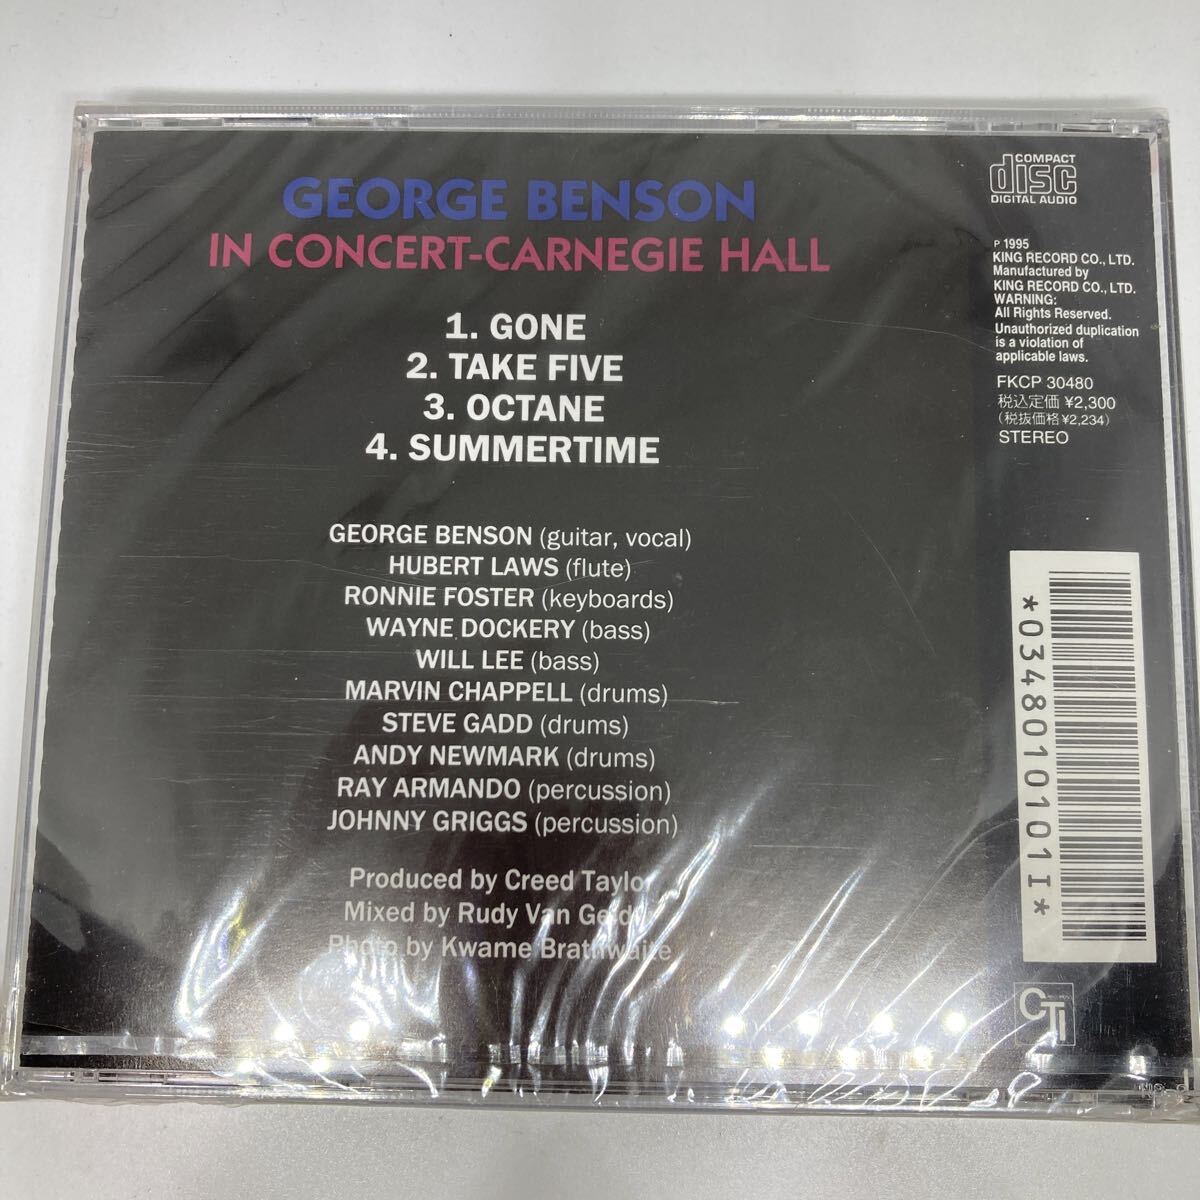 GEORGE BENSON
IN CONCERT-CARNEGIE HALL
1. GONE
2. TAKE FIVE
3. OCTANE
4. SUMMERTIME
GEORGE BENSON (guitar, vocal)
HUBERT LAWS (flute)
RONNIE FOSTER (keyboards)
WAYNE DOCKERY (bass)
WILL LEE (bass)
MARVIN CHAPPELL (drums)
STEVE GADD (drums)
ANDY NEWMARK (drums)
RAY ARMANDO (percussion)
JOHNNY GRIGGS (percussion)
Produced by Creed Taylor
Mixed by Rudy Van Gelder
Photo by Kwame Brathwaite
COMPACT
disc
DIGITAL AUDIO
P 1995
KING RECORD CO., LTD.
Manufactured by
KING RECORD CO., LTD.
WARNING:
All Rights Reserved.
Unauthorized duplication
is a violation of
applicable laws.
FKCP 30480
税込定価 ¥2,300
(税抜価格 ¥2,234)
STEREO
*0348010101I*
CTI